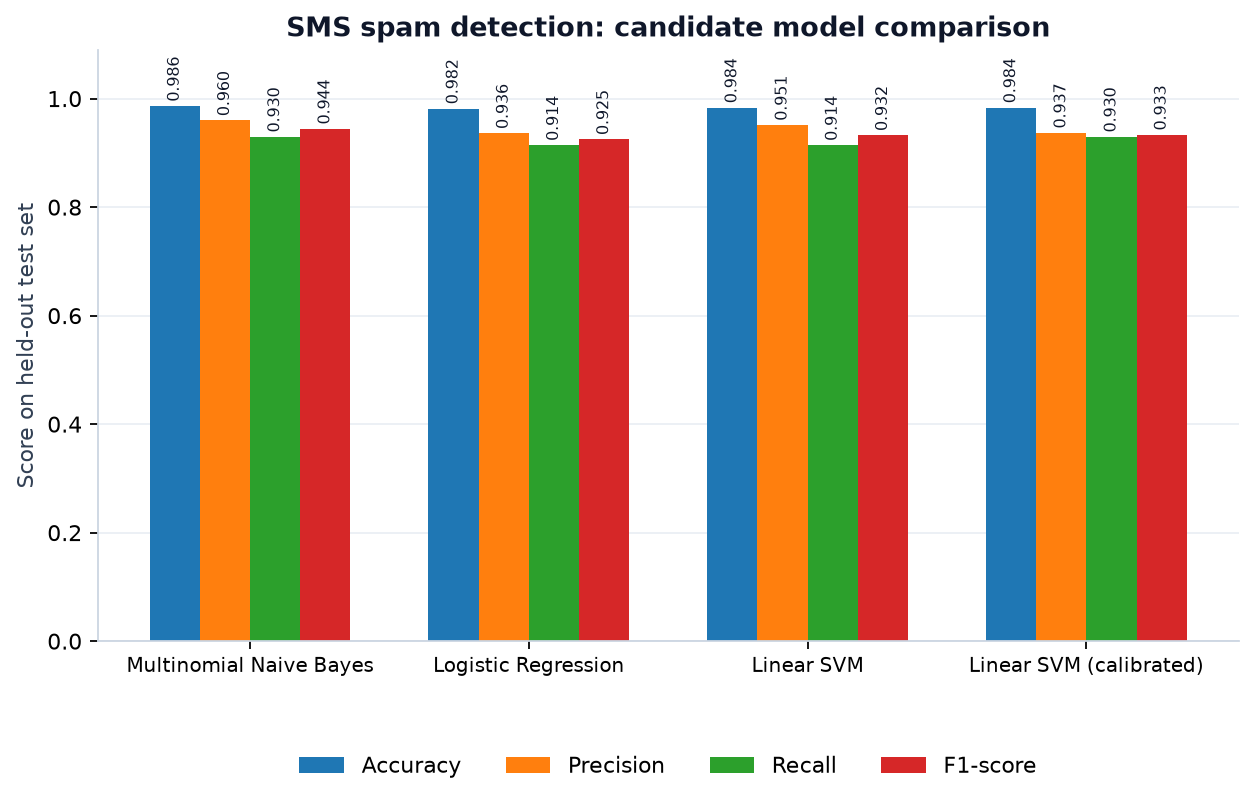 SMS spam detection: candidate model comparison
0.986 0.960 0.930 0.944 0.982 0.936 0.914 0.925 0.984 0.951 0.914 0.932 0.984 0.937 0.930 0.933
Score on held-out test set
1.0
0.8
0.6
0.4
0.2
0.0
Multinomial Naive Bayes Logistic Regression Linear SVM Linear SVM (calibrated)
Accuracy Precision Recall F1-score